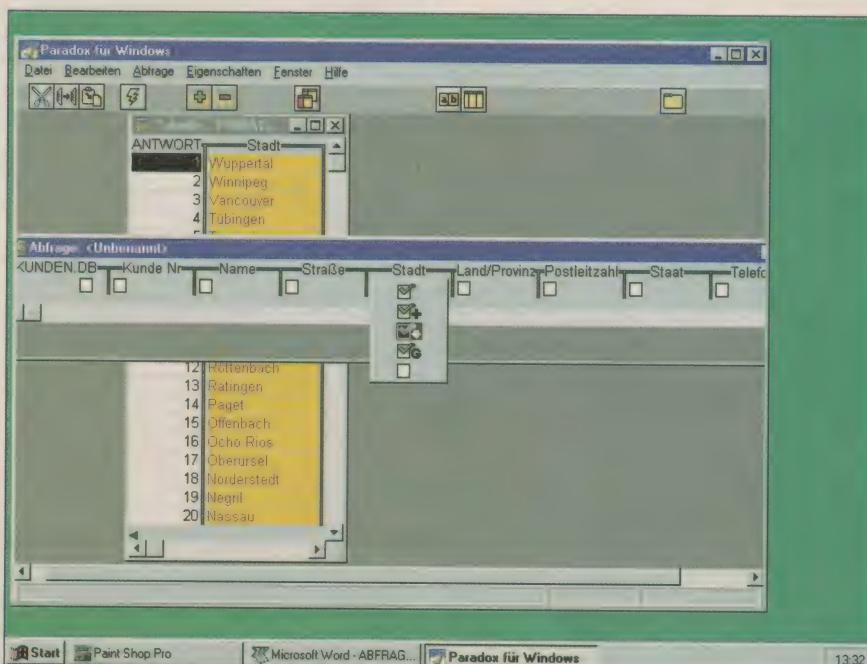 Paradox für Windows
Datei Bearbeiten Abfrage Eigenschaften Fenster Hilfe
ab
ANTWORT Stadt
1 Wuppertal
2 Winnipeg
3 Vancouver
4 Tübingen
Abfrage: <Unbenannt>
KUNDEN.DB Kunde Nr Name Straße Stadt Land/Provinz Postleitzahl Staat Telefo
G
12 Röttenbach
13 Ratingen
14 Paget
15 Offenbach
16 Ocho Rios
17 Oberursel
18 Norderstedt
19 Negril
20 Nassau
Start Paint Shop Pro Microsoft Word - ABFRAG... Paradox für Windows 13:32